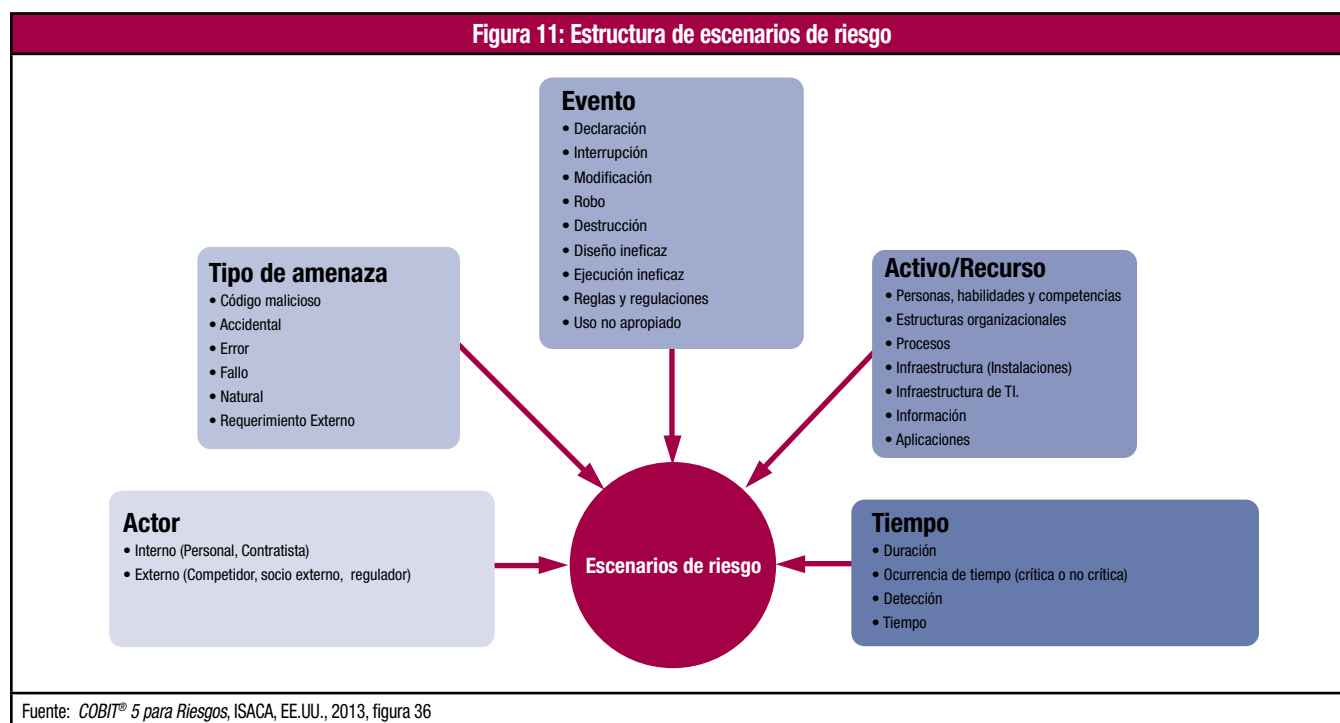 Figura 11: Estructura de escenarios de riesgo
Evento
• Declaración
• Interrupción
• Modificación
• Robo
• Destrucción
• Diseño ineficaz
• Ejecución ineficaz
• Reglas y regulaciones
• Uso no apropiado
Tipo de amenaza
• Código malicioso
• Accidental
• Error
• Fallo
• Natural
• Requerimiento Externo
Activo/Recurso
• Personas, habilidades y competencias
• Estructuras organizacionales
• Procesos
• Infraestructura (Instalaciones)
• Infraestructura de TI.
• Información
• Aplicaciones
Actor
• Interno (Personal, Contratista)
• Externo (Competidor, socio externo, regulador)
Escenarios de riesgo
Tiempo
• Duración
• Ocurrencia de tiempo (crítica o no crítica)
• Detección
• Tiempo
Fuente: COBIT® 5 para Riesgos, ISACA, EE.UU., 2013, figura 36